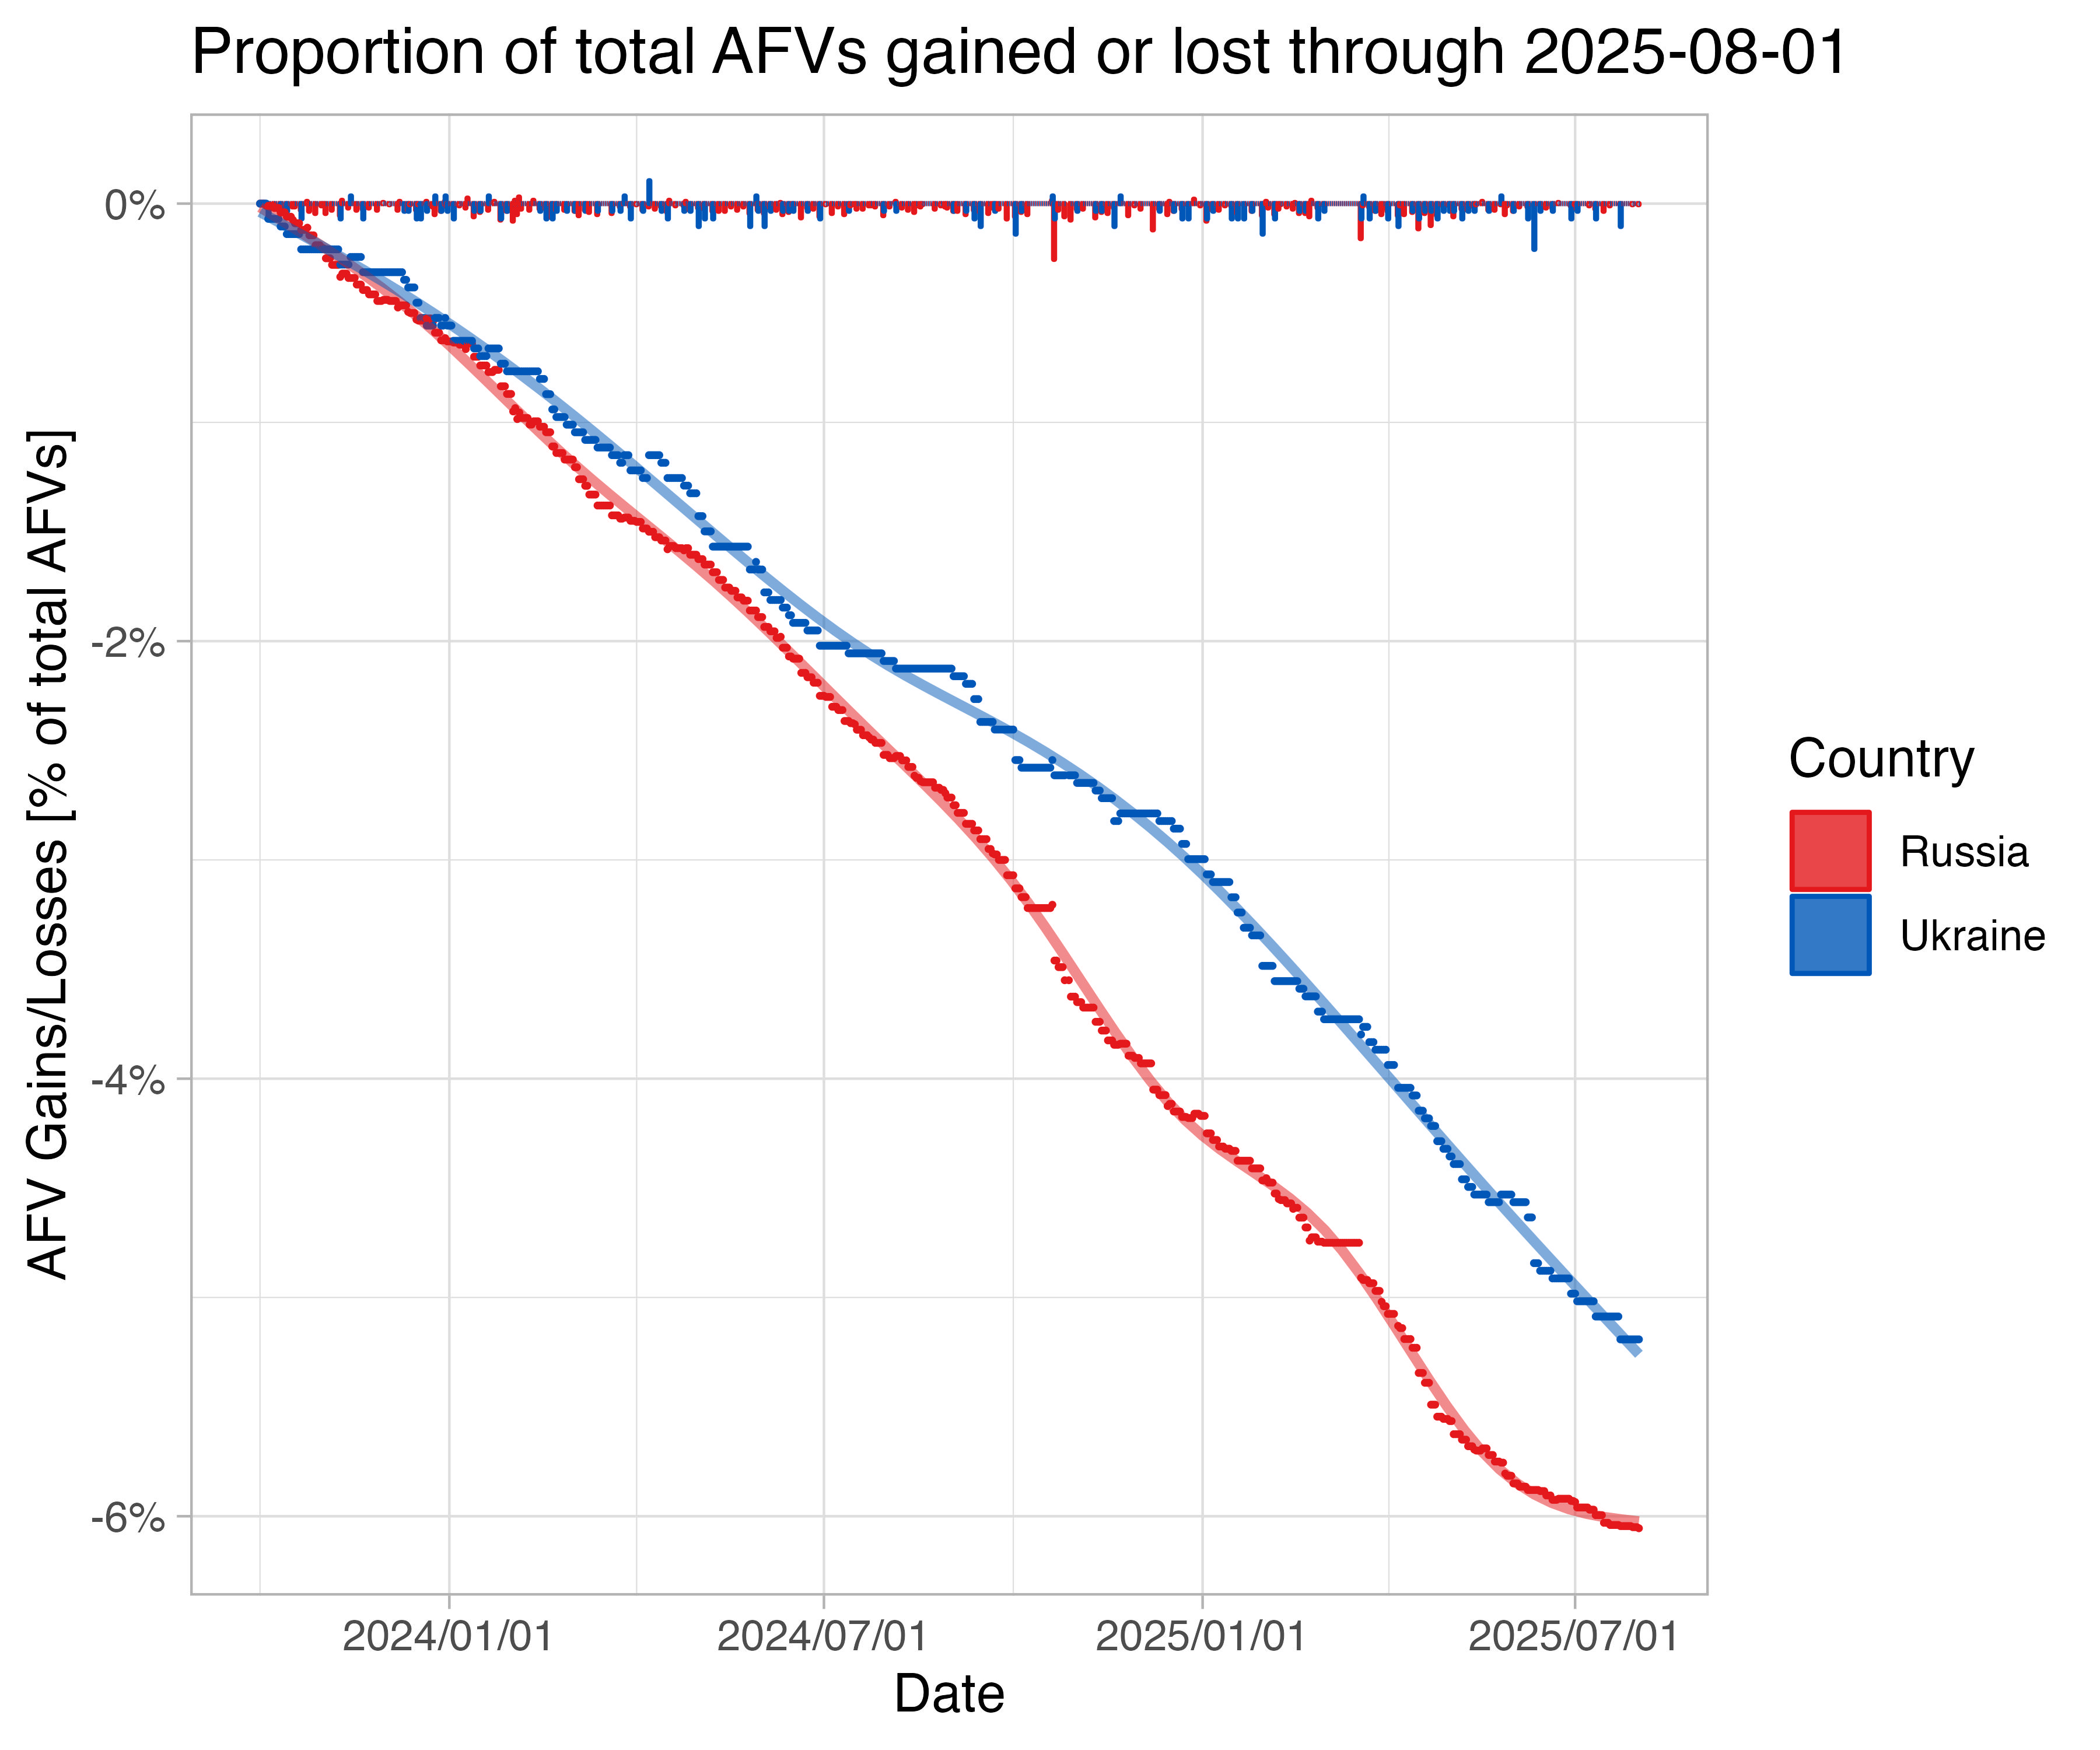 Proportion of total AFVs gained or lost through 2025-08-01
AFV Gains/Losses [% of total AFVs]
0%
-2%
-4%
-6%
2024/01/01
2024/07/01
2025/01/01
2025/07/01
Date
Country
Russia
Ukraine